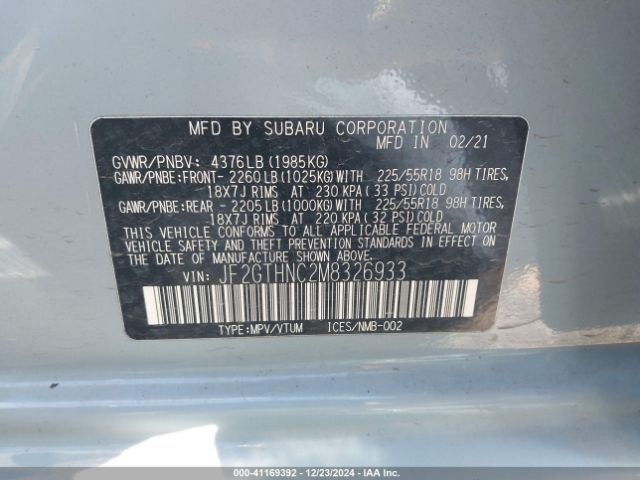 MFD BY SUBARU CORPORATION
MFD IN 02/21
GVWR/PNBV: 4376LB(1985KG)
GAWR/PNBE:FRONT- 2260LB(1025KG)WITH 225/55R18 98H TIRES,
18X7J RIMS AT 230 KPA(33 PSI)COLD
GAWR/PNBE:REAR - 2205LB(1000KG)WITH 225/55R18 98H TIRES,
18X7J RIMS AT 220 KPA(32 PSI)COLD
THIS VEHICLE CONFORMS TO ALL APPLICABLE FEDERAL MOTOR
VEHICLE SAFETY AND THEFT PREVENTION STANDARDS IN EFFECT
ON THE DATE OF MANUFACTURE SHOWN ABOVE.
VIN: JF2GTHNC2M8326933
TYPE:MPV/VTUM ICES/NMB-002
000-41169392 - 12/23/2024 - IAA Inc.